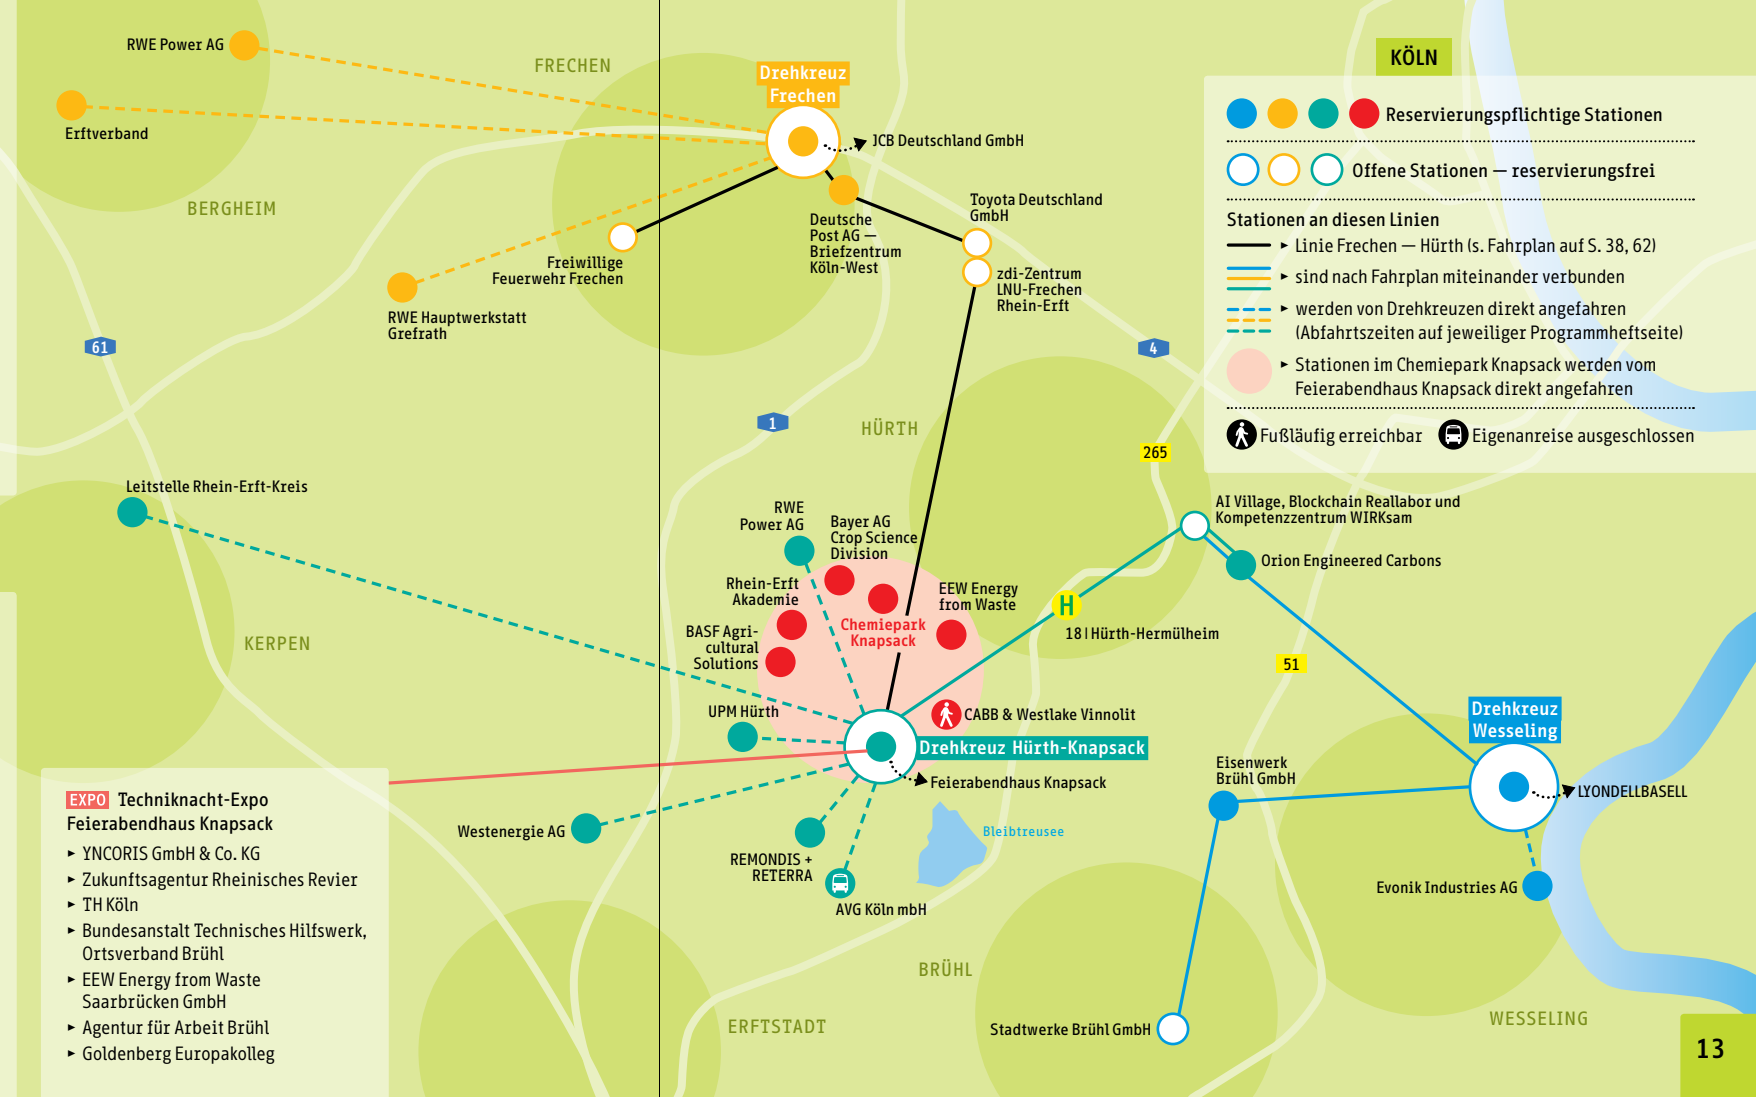 RWE Power AG
Erftverband
BERGHEIM
FRECHEN
Drehkreuz
Frechen
JCB Deutschland GmbH
Deutsche
Post AG —
Briefzentrum
Köln-West
Toyota Deutschland
GmbH
zdi-Zentrum
LNU-Frechen
Rhein-Erft
Freiwillige
Feuerwehr Frechen
RWE Hauptwerkstatt
Grefrath
61
1
4
HÜRTH
265
KÖLN
Reservierungspflichtige Stationen
Offene Stationen — reservierungsfrei
Stationen an diesen Linien
► Linie Frechen — Hürth (s. Fahrplan auf S. 38, 62)
► sind nach Fahrplan miteinander verbunden
► werden von Drehkreuzen direkt angefahren
(Abfahrtszeiten auf jeweiliger Programmheftseite)
► Stationen im Chemiepark Knapsack werden vom
Feierabendhaus Knapsack direkt angefahren
Fußläufig erreichbar
Eigenanreise ausgeschlossen
Leitstelle Rhein-Erft-Kreis
KERPEN
RWE
Power AG
Bayer AG
Crop Science
Division
Rhein-Erft
Akademie
BASF Agri-
cultural
Solutions
Chemiepark
Knapsack
EEW Energy
from Waste
H
18 | Hürth-Hermülheim
AI Village, Blockchain Reallabor und
Kompetenzzentrum WIRKsam
Orion Engineered Carbons
51
UPM Hürth
CABB & Westlake Vinnolit
Drehkreuz Hürth-Knapsack
Feierabendhaus Knapsack
Westenergie AG
REMONDIS +
RETERRA
AVG Köln mbH
Bleibtreusee
Drehkreuz
Wesseling
LYONDELLBASELL
Eisenwerk
Brühl GmbH
Evonik Industries AG
Stadtwerke Brühl GmbH
BRÜHL
ERFTSTADT
WESSELING
EXPO Techniknacht-Expo
Feierabendhaus Knapsack
► YNCORIS GmbH & Co. KG
► Zukunftsagentur Rheinisches Revier
► TH Köln
► Bundesanstalt Technisches Hilfswerk,
Ortsverband Brühl
► EEW Energy from Waste
Saarbrücken GmbH
► Agentur für Arbeit Brühl
► Goldenberg Europakolleg
13